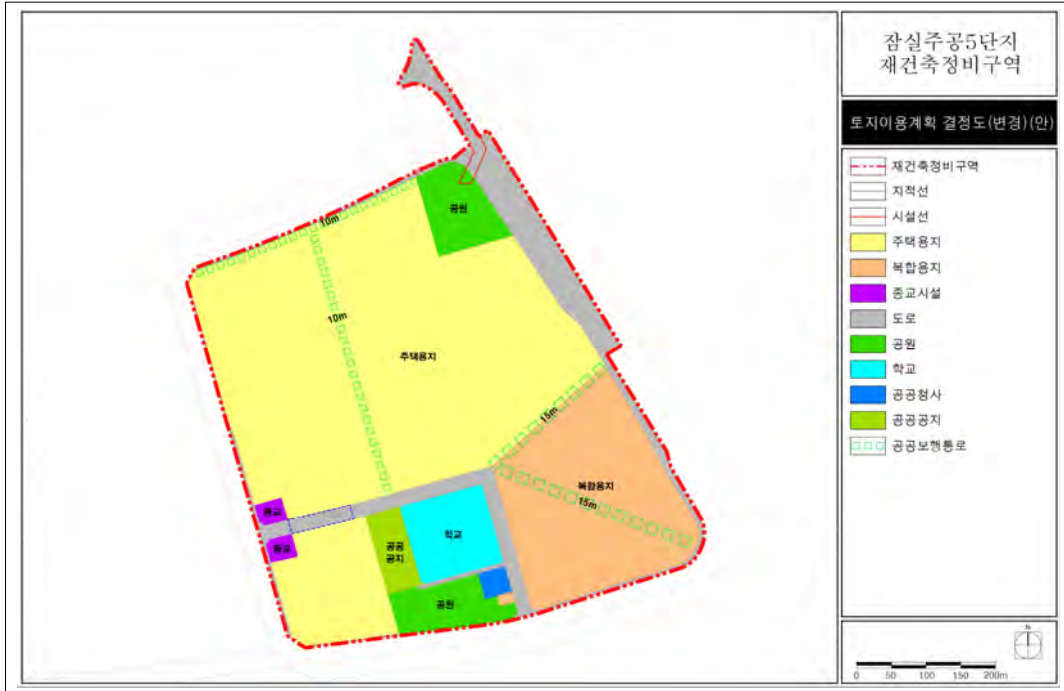 잠실주공5단지
재건축정비구역
토지이용계획 결정도(변경)(안)
재건축정비구역
지적선
시설선
주택용지
복합용지
종교시설
도로
공원
학교
공공청사
공공공지
공공보행통로
N
0 50 100 150 200m
공원
10m
10m
주택용지
15m
복합용지
15m
종교
종교
공공
공지
학교
공원